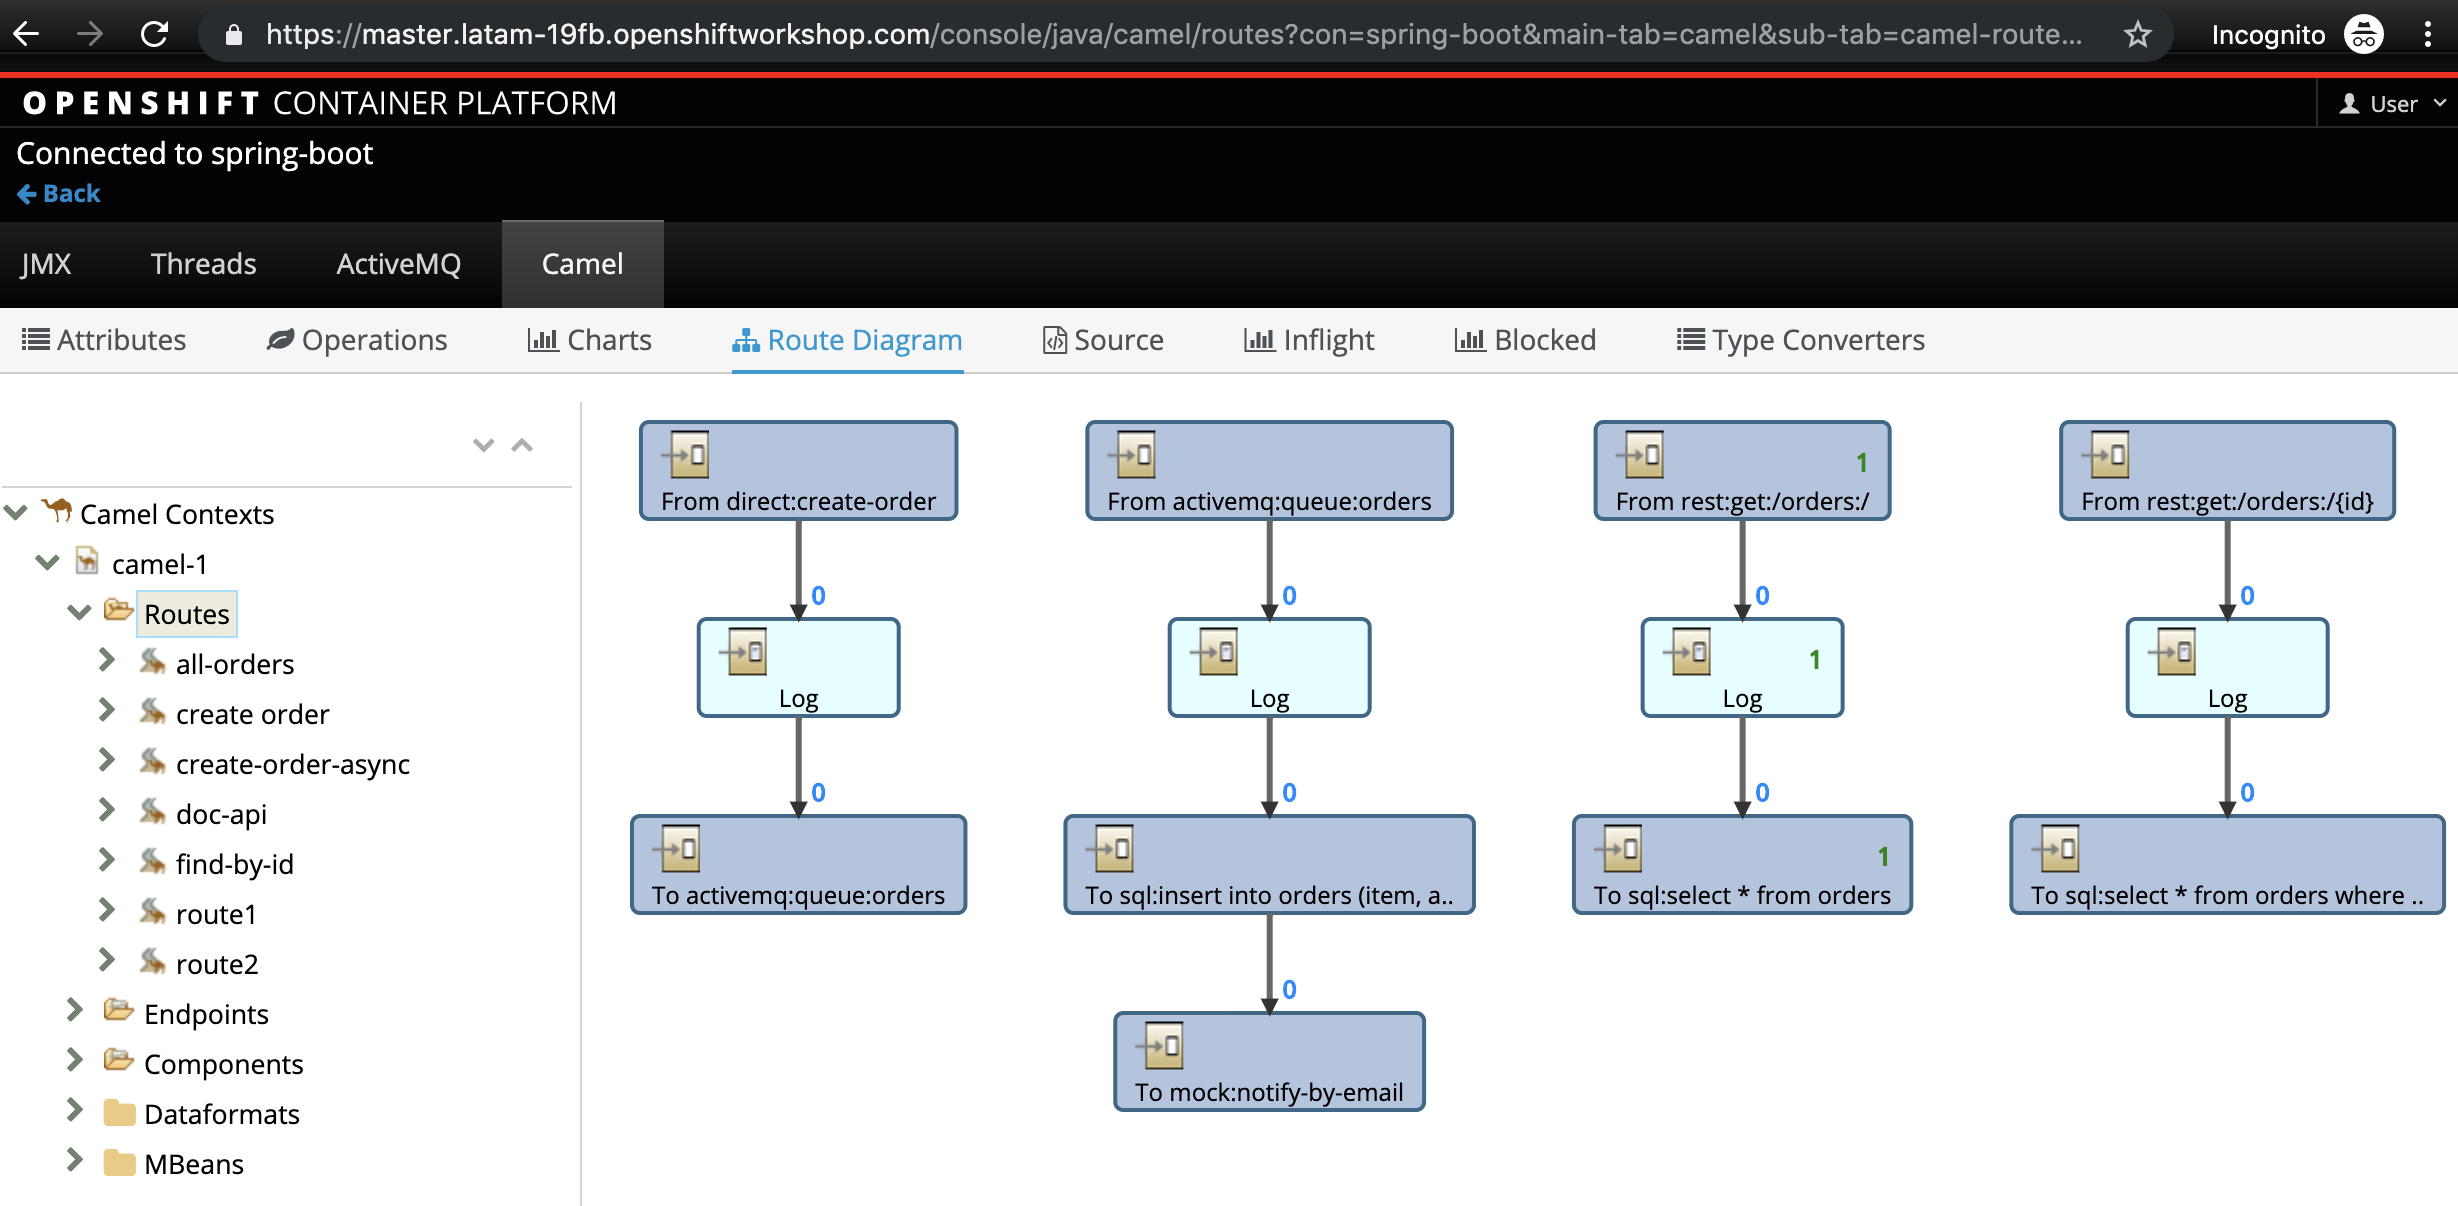 https://master.latam-19fb.openshiftworkshop.com/console/java/camel/routes?con=spring-boot&main-tab=camel&sub-tab=camel-route...
Incognito
OPENSHIFT CONTAINER PLATFORM
User
Connected to spring-boot
Back
JMX Threads ActiveMQ Camel
Attributes Operations Charts Route Diagram Source Inflight Blocked Type Converters
Camel Contexts
camel-1
Routes
all-orders
create order
create-order-async
doc-api
find-by-id
route1
route2
Endpoints
Components
Dataformats
MBeans
From direct:create-order
0
Log
0
To activemq:queue:orders
From activemq:queue:orders
0
Log
0
To sql:insert into orders (item, a..
0
To mock:notify-by-email
1
From rest:get:/orders:/
0
1
Log
0
1
To sql:select * from orders
From rest:get:/orders:/{id}
0
Log
0
To sql:select * from orders where ..